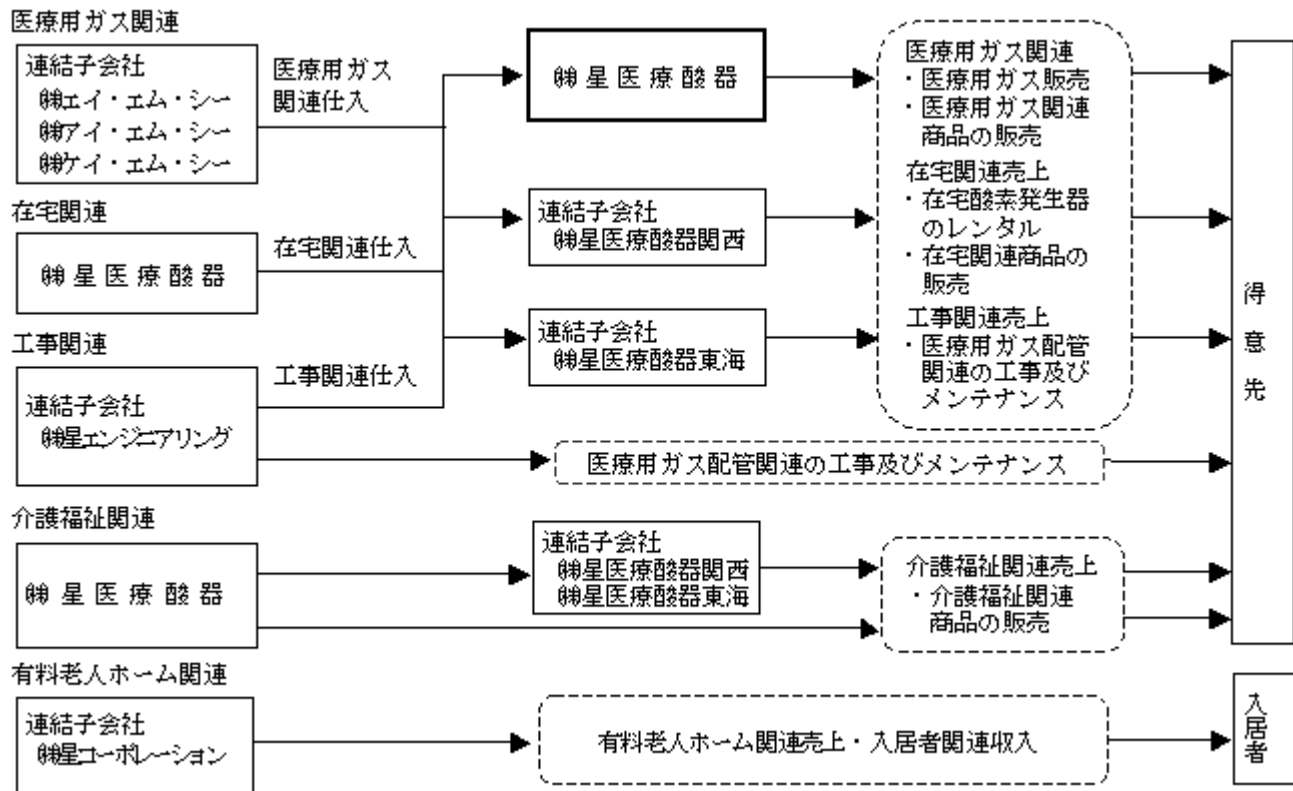 医療用ガス関連
連結子会社
㈱エイ・エム・シー
㈱アイ・エム・シー
㈱ケイ・エム・シー
医療用ガス
関連仕入
㈱星医療酸器
医療用ガス関連
・医療用ガス販売
・医療用ガス関連
商品の販売
在宅関連売上
・在宅酸素発生器
のレンタル
・在宅関連商品の
販売
工事関連売上
・医療用ガス配管
関連の工事及び
メンテナンス
得意先
在宅関連
㈱星医療酸器
在宅関連仕入
連結子会社
㈱星医療酸器関西
工事関連
連結子会社
㈱星エンジニアリング
工事関連仕入
連結子会社
㈱星医療酸器東海
医療用ガス配管関連の工事及びメンテナンス
介護福祉関連
㈱星医療酸器
連結子会社
㈱星医療酸器関西
㈱星医療酸器東海
介護福祉関連売上
・介護福祉関連
商品の販売
有料老人ホーム関連
連結子会社
㈱星コーポレーション
有料老人ホーム関連売上・入居者関連収入
入居者